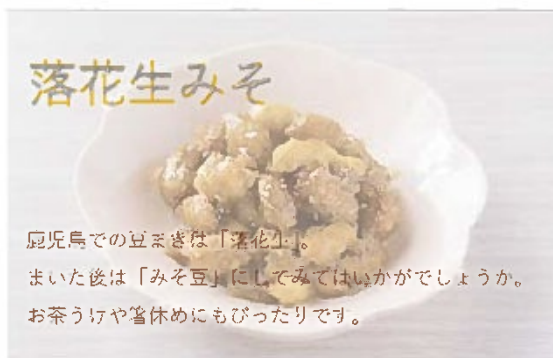 落花生みそ
鹿児島での豆まきは「落花生」。
まいた後は「みそ豆」にしてみてはいかがでしょうか。
お茶うけや箸休めにもぴったりです。